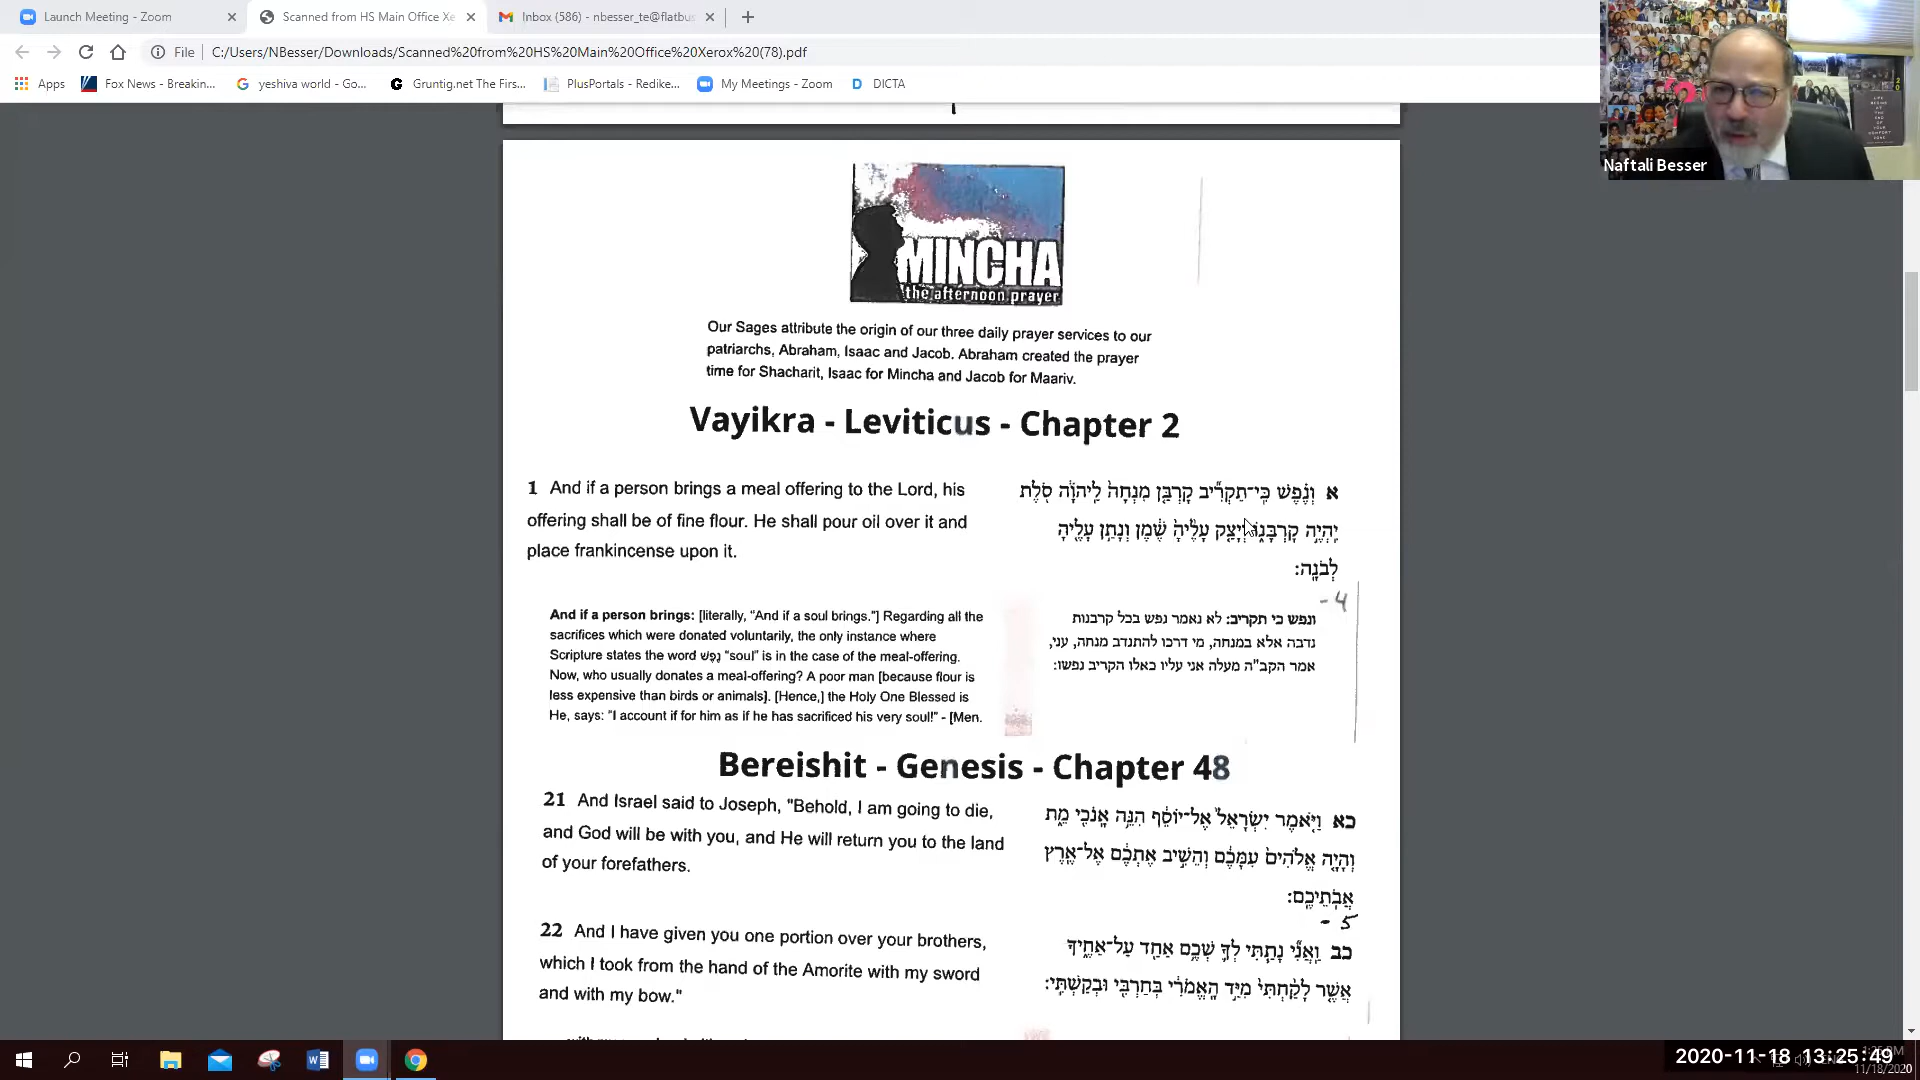 Launch Meeting - Zoom
Scanned from HS Main Office Xe
Inbox (586) - nbesser_te@flatbus
File
C:/Users/NBesser/Downloads/Scanned%20from%20HS%20Main%20Office%20Xerox%20(78).pdf
Apps
Fox News - Breakin...
yeshiva world - Go...
Gruntig.net The Firs...
PlusPortals - Redike...
My Meetings - Zoom
DICTA
Naftali Besser
MINCHA
the afternoon prayer
Our Sages attribute the origin of our three daily prayer services to our
patriarchs, Abraham, Isaac and Jacob. Abraham created the prayer
time for Shacharit, Isaac for Mincha and Jacob for Maariv.
Vayikra - Leviticus - Chapter 2
1 And if a person brings a meal offering to the Lord, his
offering shall be of fine flour. He shall pour oil over it and
place frankincense upon it.
א וְנֶ֗פֶשׁ כִּֽי־תַקְרִ֞יב קָרְבַּ֤ן מִנְחָה֙ לַֽיהֹוָ֔ה סֹ֖לֶת
יִֽהְיֶ֣ה קָרְבָּנ֑וֹ וְיָצַ֤ק עָלֶ֨יהָ֙ שֶׁ֔מֶן וְנָתַ֥ן עָלֶ֖יהָ
לְבֹנָֽה:
- 4
And if a person brings: [literally, “And if a soul brings.”] Regarding all the
sacrifices which were donated voluntarily, the only instance where
Scripture states the word נֶפֶשׁ “soul” is in the case of the meal-offering.
Now, who usually donates a meal-offering? A poor man [because flour is
less expensive than birds or animals]. [Hence,] the Holy One Blessed is
He, says: “I account if for him as if he has sacrificed his very soul!” - [Men.
ונפש כי תקריב: לא נאמר נפש בכל קרבנות
נדבה אלא במנחה, מי דרכו להתנדב מנחה, עני,
אמר הקב"ה מעלה אני עליו כאלו הקריב נפשו:
Bereishit - Genesis - Chapter 48
21 And Israel said to Joseph, "Behold, I am going to die,
and God will be with you, and He will return you to the land
of your forefathers.
כא וַיֹּ֤אמֶר יִשְׂרָאֵל֙ אֶל־יוֹסֵ֔ף הִנֵּ֥ה אָֽנֹכִ֖י מֵ֑ת
וְהָיָ֤ה אֱלֹהִים֙ עִמָּכֶ֔ם וְהֵשִׁ֣יב אֶתְכֶ֔ם אֶל־אֶ֖רֶץ
אֲבֹֽתֵיכֶֽם:
- 5
22 And I have given you one portion over your brothers,
which I took from the hand of the Amorite with my sword
and with my bow."
כב וַֽאֲנִ֞י נָתַ֧תִּי לְךָ֛ שְׁכֶ֥ם אַחַ֖ד עַל־אַחֶ֑יךָ
אֲשֶׁ֤ר לָקַ֨חְתִּי֙ מִיַּ֣ד הָֽאֱמֹרִ֔י בְּחַרְבִּ֖י וּבְקַשְׁתִּֽי:
2020-11-18 13:25:49
11/18/2020